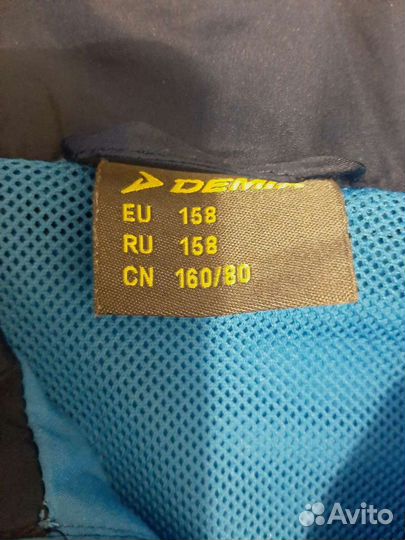 DEMIX
EU 158
RU 158
CN 160/80
Avito